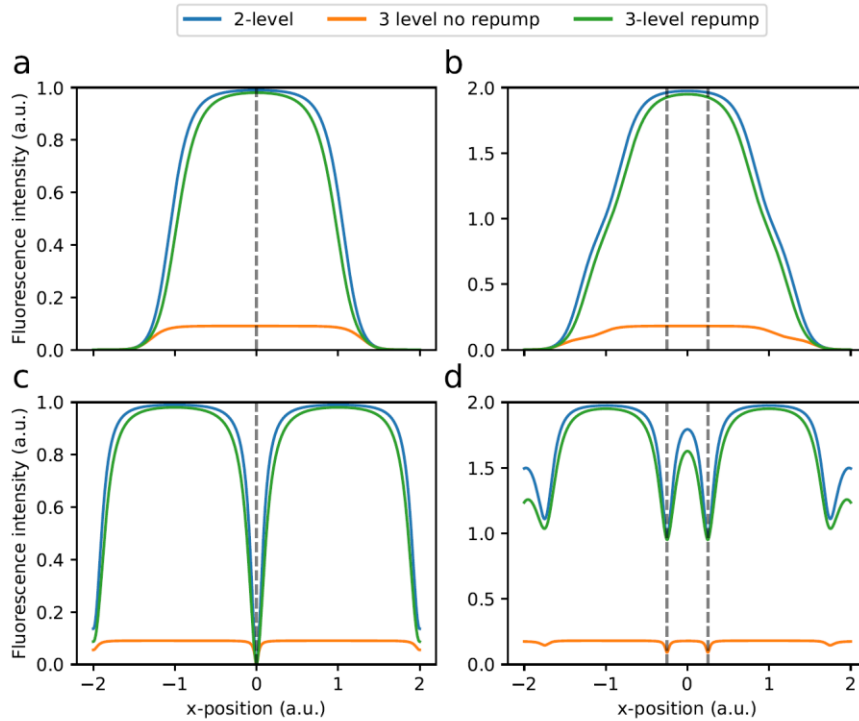 2-level 3 level no repump 3-level repump
a
b
Fluorescence intensity (a.u.)
1.0
0.8
0.6
0.4
0.2
0.0
2.0
1.5
1.0
0.5
0.0
c
d
Fluorescence intensity (a.u.)
1.0
0.8
0.6
0.4
0.2
0.0
−2 −1 0 1 2
x-position (a.u.)
2.0
1.5
1.0
0.5
0.0
−2 −1 0 1 2
x-position (a.u.)